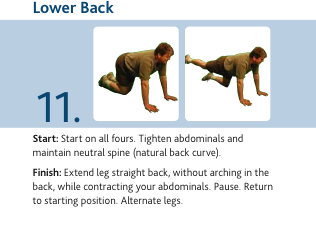 Lower Back
11.
Start: Start on all fours. Tighten abdominals and
maintain neutral spine (natural back curve).
Finish: Extend leg straight back, without arching in the
back, while contracting your abdominals. Pause. Return
to starting position. Alternate legs.